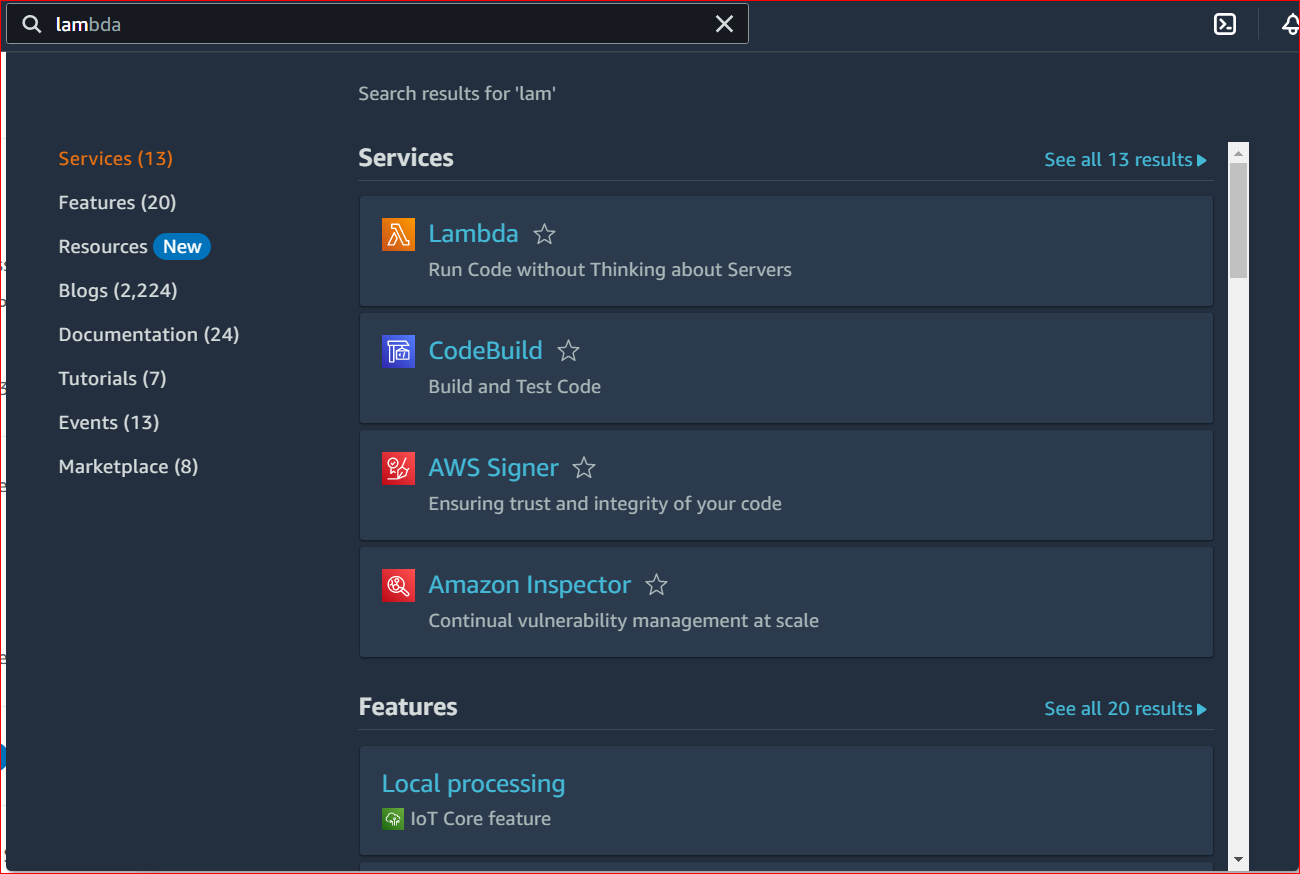 lambda
Search results for 'lam'
Services (13)
Features (20)
Resources New
Blogs (2,224)
Documentation (24)
Tutorials (7)
Events (13)
Marketplace (8)
Services
See all 13 results
Lambda
Run Code without Thinking about Servers
CodeBuild
Build and Test Code
AWS Signer
Ensuring trust and integrity of your code
Amazon Inspector
Continual vulnerability management at scale
Features
See all 20 results
Local processing
IoT Core feature